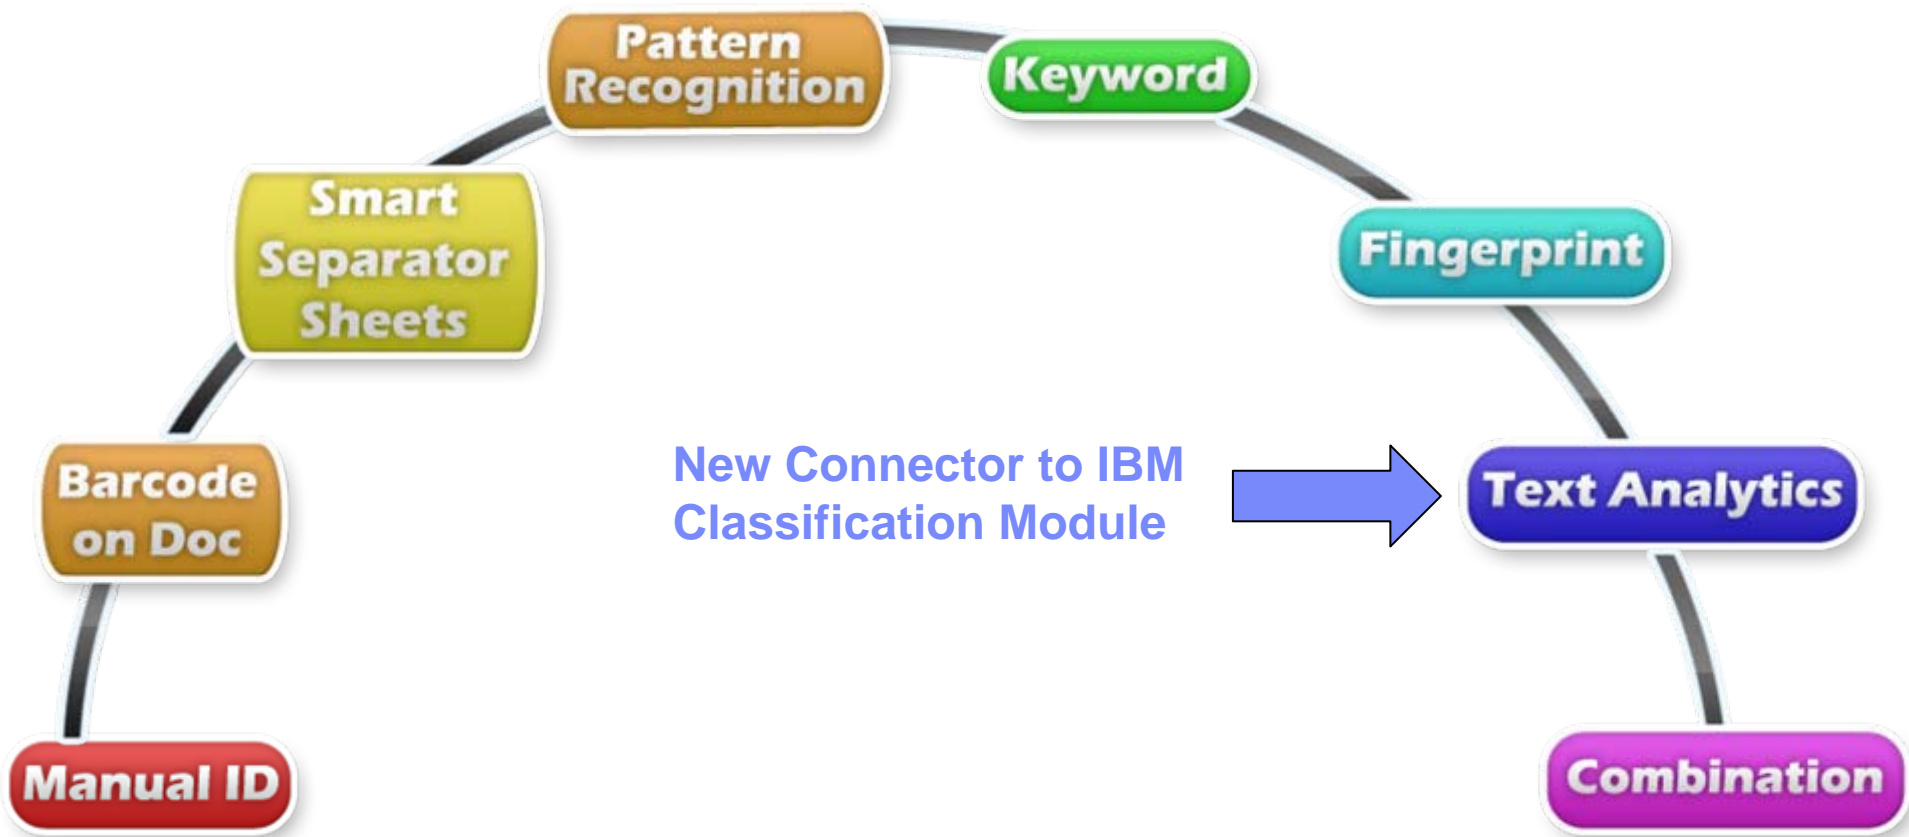 Pattern
Recognition
Keyword
Smart
Separator
Sheets
Fingerprint
Barcode
on Doc
New Connector to IBM
Classification Module
Text Analytics
Manual ID
Combination